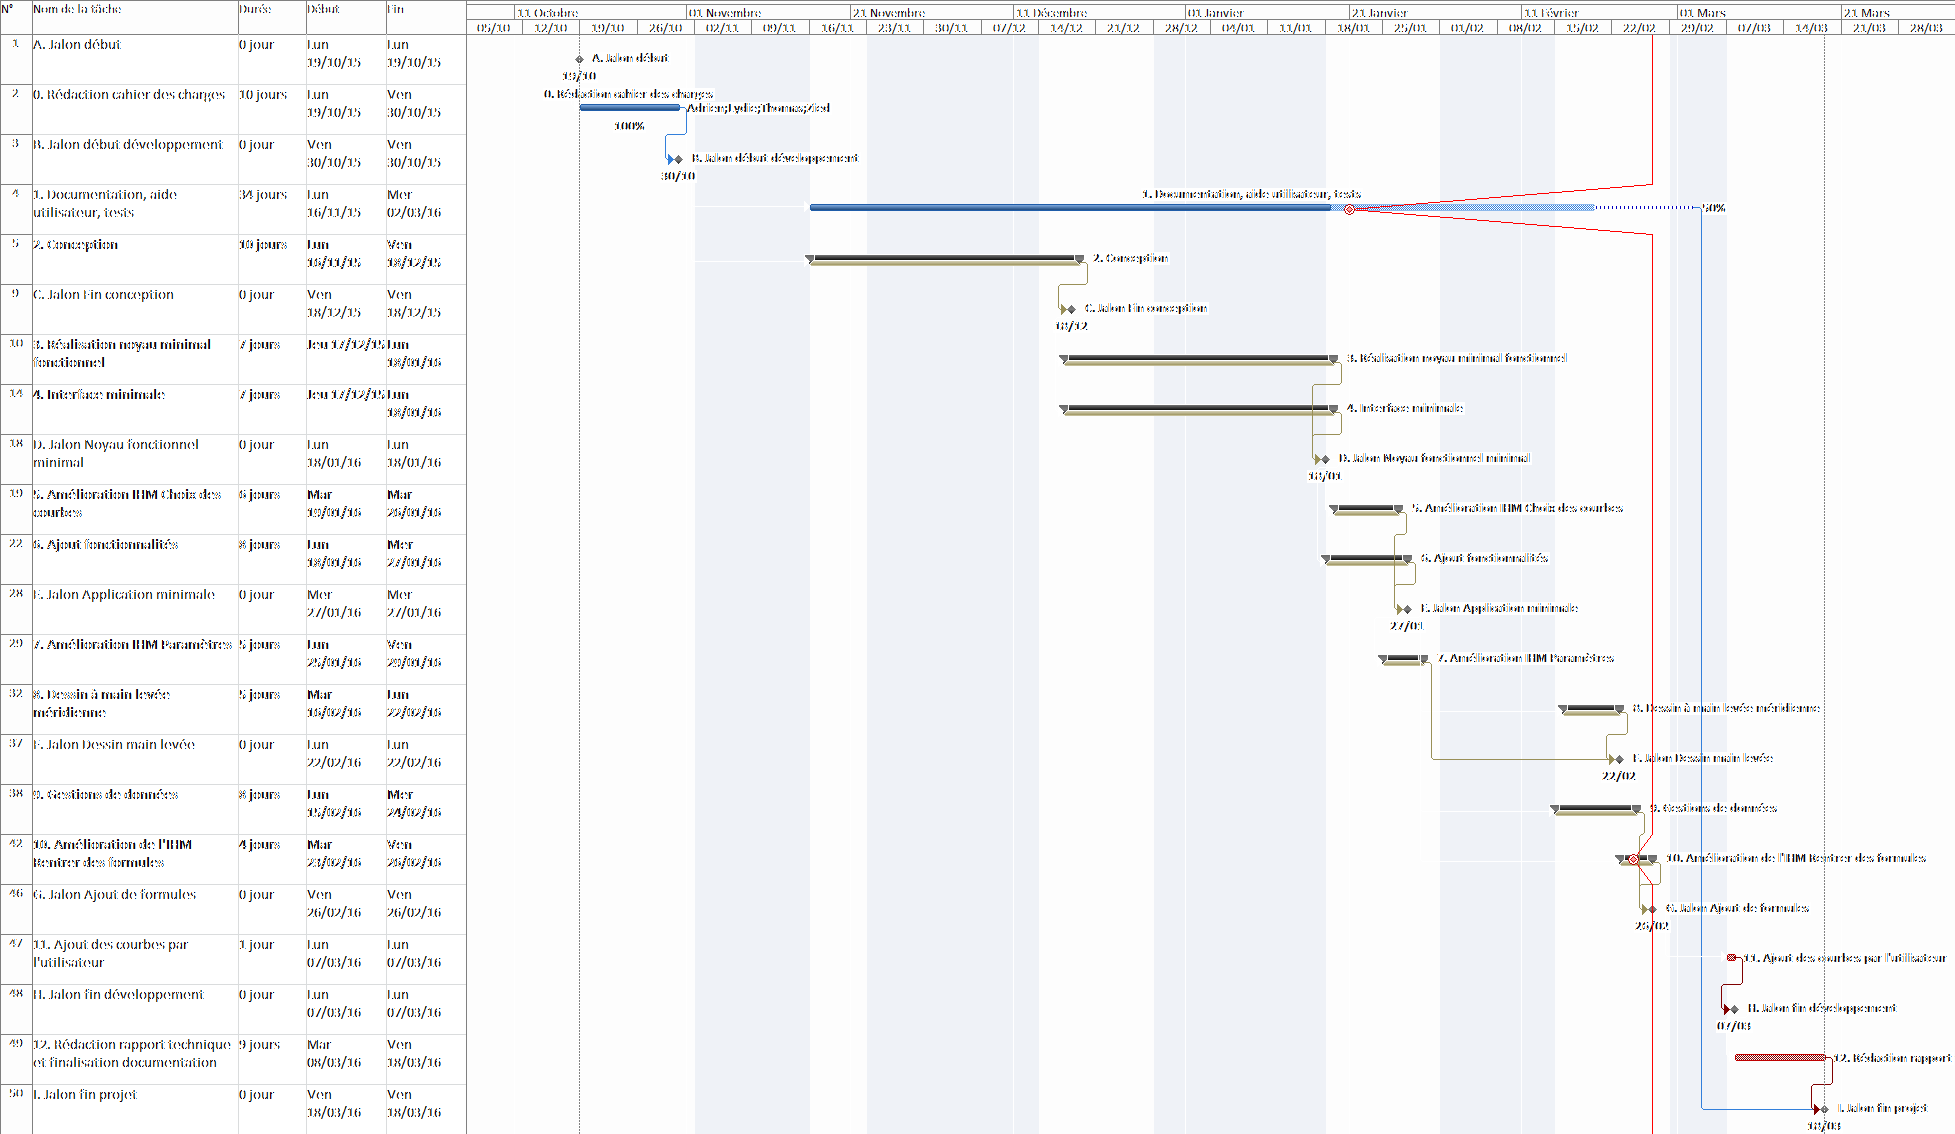 N° Nom de la tâche Durée Début Fin
11 Octobre 01 Novembre 21 Novembre 11 Décembre 01 Janvier 21 Janvier 11 Février 01 Mars 21 Mars
05/10 12/10 19/10 26/10 02/11 09/11 16/11 23/11 30/11 07/12 14/12 21/12 28/12 04/01 11/01 18/01 25/01 01/02 08/02 15/02 22/02 29/02 07/03 14/03 21/03 28/03
1 A. Jalon début 0 jour Lun Lun
19/10/15 19/10/15
A. Jalon début
19/10
2 0. Rédaction cahier des charges 10 jours Lun Ven
19/10/15 30/10/15
0. Rédaction cahier des charges
Adrien;Lydie;Thomas;Zied
100%
3 B. Jalon début développement 0 jour Ven Ven
30/10/15 30/10/15
B. Jalon début développement
30/10
4 1. Documentation, aide 34 jours Lun Mer
utilisateur, tests 16/11/15 02/03/16
1. Documentation, aide utilisateur, tests
50%
5 2. Conception 10 jours Lun Ven
16/11/15 18/12/15
2. Conception
9 C. Jalon Fin conception 0 jour Ven Ven
18/12/15 18/12/15
C. Jalon Fin conception
18/12
10 3. Réalisation noyau minimal 7 jours Jeu 17/12/15 Lun
fonctionnel 18/01/16
3. Réalisation noyau minimal fonctionnel
14 4. Interface minimale 7 jours Jeu 17/12/15 Lun
18/01/16
4. Interface minimale
18 D. Jalon Noyau fonctionnel 0 jour Lun Lun
minimal 18/01/16 18/01/16
D. Jalon Noyau fonctionnel minimal
18/01
19 5. Amélioration IHM Choix des 6 jours Mar Mar
courbes 19/01/16 26/01/16
5. Amélioration IHM Choix des courbes
22 6. Ajout fonctionnalités 8 jours Lun Mer
18/01/16 27/01/16
6. Ajout fonctionnalités
28 E. Jalon Application minimale 0 jour Mer Mer
27/01/16 27/01/16
E. Jalon Application minimale
27/01
29 7. Amélioration IHM Paramètres 5 jours Lun Ven
25/01/16 29/01/16
7. Amélioration IHM Paramètres
32 8. Dessin à main levée 5 jours Mar Lun
méridienne 16/02/16 22/02/16
8. Dessin à main levée méridienne
37 F. Jalon Dessin main levée 0 jour Lun Lun
22/02/16 22/02/16
F. Jalon Dessin main levée
22/02
38 9. Gestions de données 8 jours Lun Mer
15/02/16 24/02/16
9. Gestions de données
42 10. Amélioration de l'IHM 4 jours Mar Ven
Rentrer des formules 23/02/16 26/02/16
10. Amélioration de l'IHM Rentrer des formules
46 G. Jalon Ajout de formules 0 jour Ven Ven
26/02/16 26/02/16
G. Jalon Ajout de formules
26/02
47 11. Ajout des courbes par 1 jour Lun Lun
l'utilisateur 07/03/16 07/03/16
11. Ajout des courbes par l'utilisateur
48 H. Jalon fin développement 0 jour Lun Lun
07/03/16 07/03/16
H. Jalon fin développement
07/03
49 12. Rédaction rapport technique 9 jours Mar Ven
et finalisation documentation 08/03/16 18/03/16
12. Rédaction rapport
50 I. Jalon fin projet 0 jour Ven Ven
18/03/16 18/03/16
I. Jalon fin projet
18/03